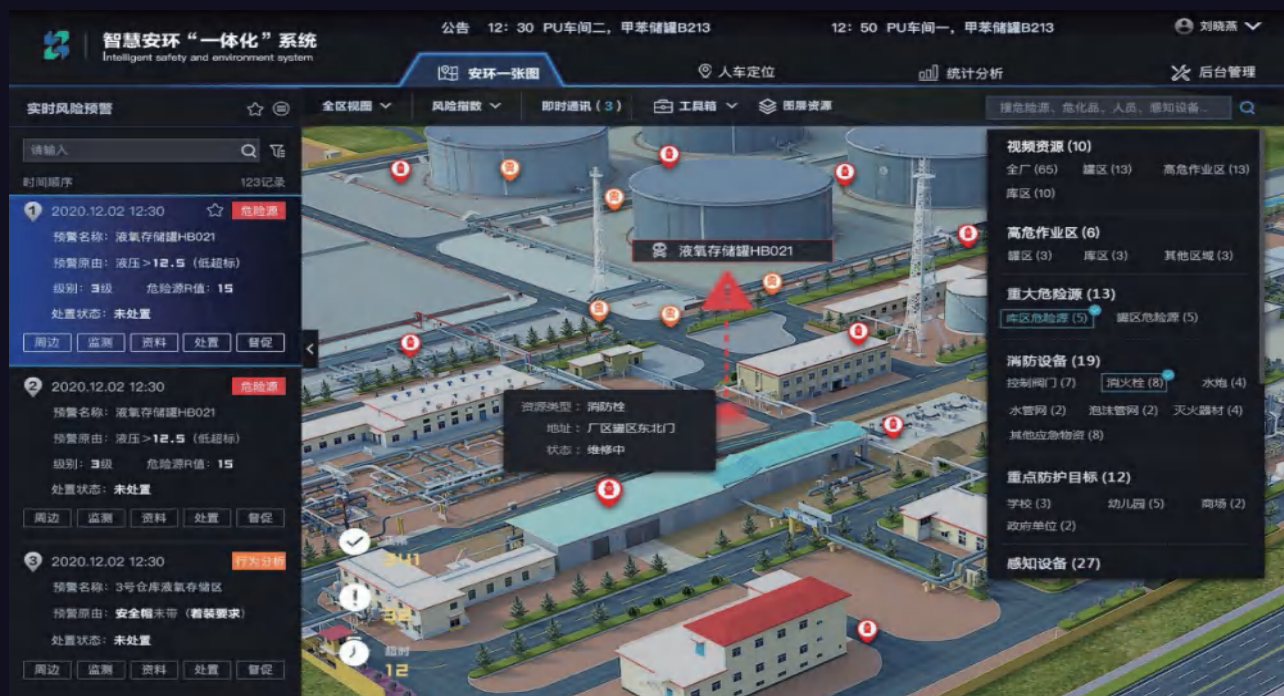 智慧安环“一体化”系统
Intelligent safety and environment system
公告 12：30 PU车间二，甲苯储罐B213
12：50 PU车间一，甲苯储罐B213
刘晓燕
安环一张图
人车定位
统计分析
后台管理
实时风险预警
全区视图
风险指数
即时通讯（3）
工具箱
图层资源
搜危险源、危化品、人员、感知设备...
请输入
时间顺序 123记录
1 2020.12.02 12:30 危险源
预警名称：液氧存储罐HB021
预警原由：液压>12.5（低超标）
级别：3级 危险源R值：15
处置状态：未处置
周边 监测 资料 处置 督促
2 2020.12.02 12:30 危险源
预警名称：液氧存储罐HB021
预警原由：液压>12.5（低超标）
级别：3级 危险源R值：15
处置状态：未处置
周边 监测 资料 处置 督促
3 2020.12.02 12:30 行为分析
预警名称：3号仓库液氧存储区
预警原由：安全帽未带（着装要求）
处置状态：未处置
周边 监测 资料 处置 督促
液氧存储罐HB021
资源类型：消防栓
地址：厂区罐区东北门
状态：维修中
341
32
超时
12
视频资源 (10)
全厂 (65) 罐区 (13) 高危作业区 (13)
库区 (10)
高危作业区 (6)
罐区 (3) 库区 (3) 其他区域 (3)
重大危险源 (13)
库区危险源 (5) 罐区危险源 (5)
消防设备 (19)
控制阀门 (7) 消火栓 (8) 水炮 (4)
水管网 (2) 泡沫管网 (2) 灭火器材 (4)
其他应急物资 (8)
重点防护目标 (12)
学校 (3) 幼儿园 (5) 商场 (2)
政府单位 (2)
感知设备 (27)